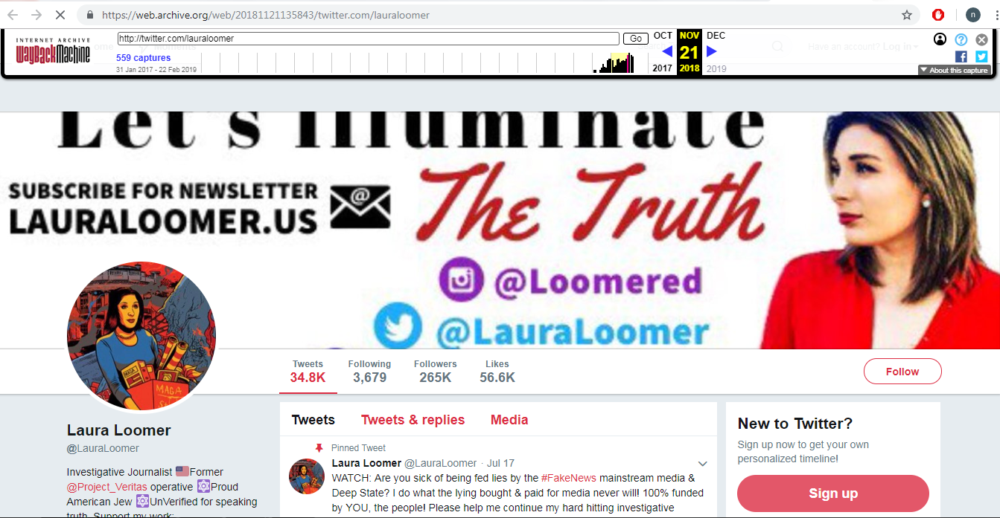 https://web.archive.org/web/20181121135843/twitter.com/lauraloomer
n
INTERNET ARCHIVE
WayBackMachine
http://twitter.com/lauraloomer
Go
OCT NOV DEC
559 captures
21
31 Jan 2017 - 22 Feb 2019
2017 2018 2019
Have an account? Log in
About this capture
Let's Illuminate
The Truth
SUBSCRIBE FOR NEWSLETTER
LAURALOOMER.US
@
@Loomered
@LauraLoomer
MAGA
Tweets Following Followers Likes
34.8K 3,679 265K 56.6K
Follow
Laura Loomer
@LauraLoomer
Investigative Journalist Former
@Project_Veritas operative Proud
American Jew UnVerified for speaking
truth. Support my work:
Tweets Tweets & replies Media
Pinned Tweet
Laura Loomer @LauraLoomer · Jul 17
WATCH: Are you sick of being fed lies by the #FakeNews mainstream media &
Deep State? I do what the lying bought & paid for media never will! 100% funded
by YOU, the people! Please help me continue my hard hitting investigative
New to Twitter?
Sign up now to get your own
personalized timeline!
Sign up